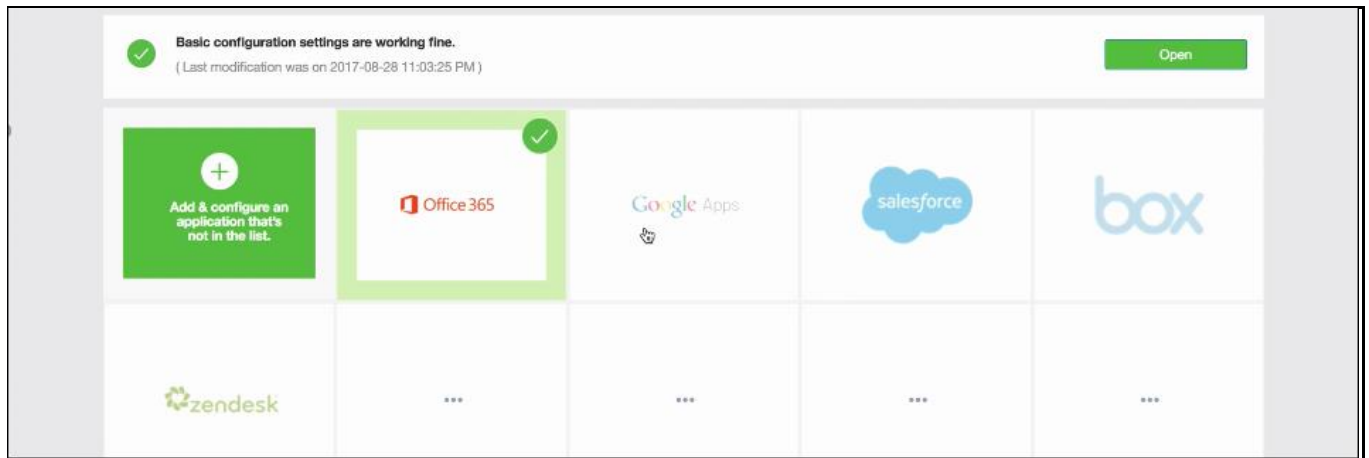 Basic configuration settings are working fine.
( Last modification was on 2017-08-28 11:03:25 PM )
Open
Add & configure an
application that's
not in the list.
Office 365
Google Apps
salesforce
box
zendesk
...
...
...
...